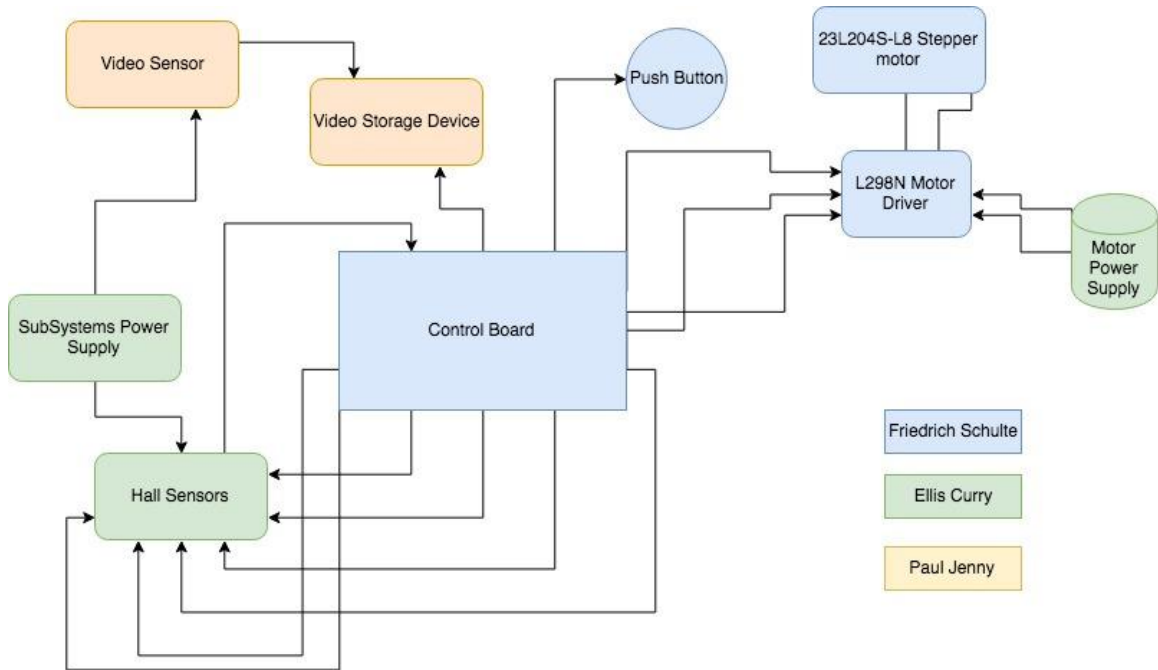 Video Sensor
Video Storage Device
Push Button
23L204S-L8 Stepper
motor
L298N Motor
Driver
Motor
Power
Supply
SubSystems Power
Supply
Control Board
Hall Sensors
Friedrich Schulte
Ellis Curry
Paul Jenny